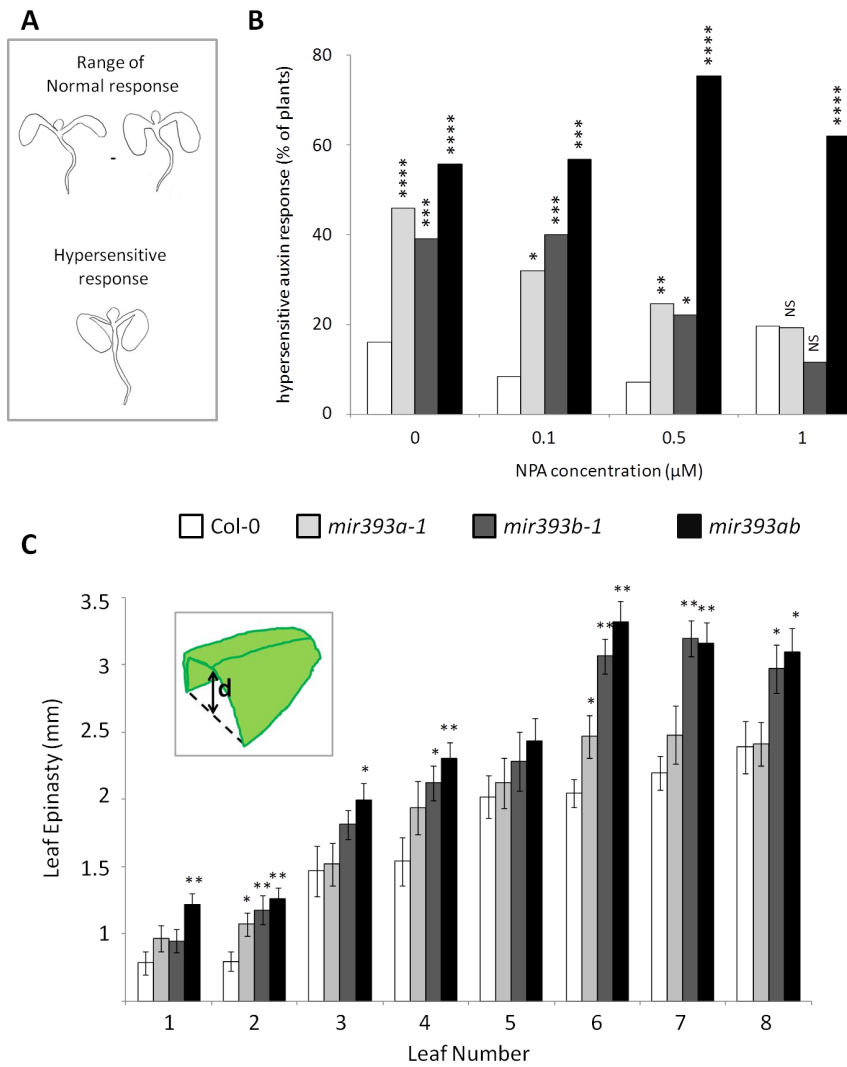 A
Range of
Normal response
-
Hypersensitive
response
B
hypersensitive auxin response (% of plants)
80
60
40
20
0
****
***
****
*
***
***
**
*
****
NS
NS
****
0 0.1 0.5 1
NPA concentration (µM)
Col-0 mir393a-1 mir393b-1 mir393ab
C
Leaf Epinasty (mm)
3.5
3
2.5
2
1.5
1
d
**
*
**
**
*
*
**
*
**
**
**
**
*
*
1 2 3 4 5 6 7 8
Leaf Number